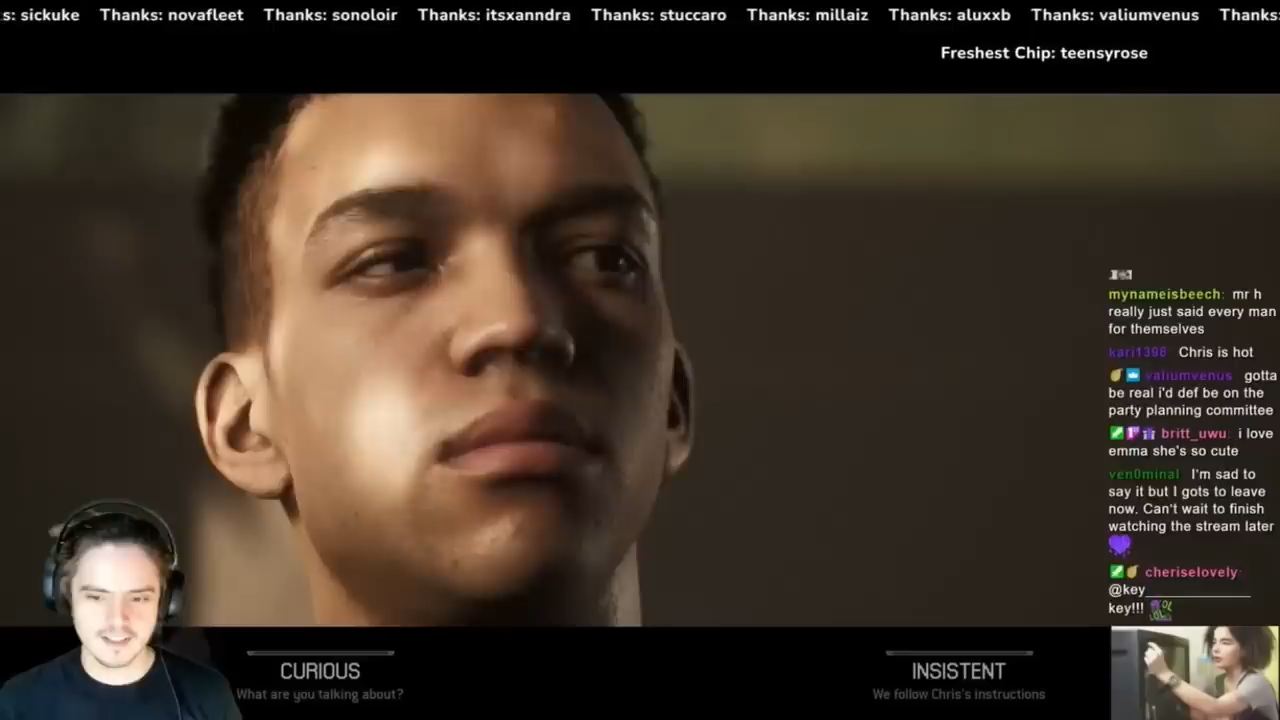 s: sickuke Thanks: novafleet Thanks: sonoloir Thanks: itsxanndra Thanks: stuccaro Thanks: millaiz Thanks: aluxxb Thanks: valiumvenus Thanks:
Freshest Chip: teensyrose
mynameisbeech: mr h
really just said every man
for themselves
kari1398: Chris is hot
valiumvenus: gotta
be real i'd def be on the
party planning committee
britt_uwu: i love
emma she's so cute
ven0minal: I'm sad to
say it but I gots to leave
now. Can't wait to finish
watching the stream later
cheriselovely:
@key______________
key!!!
CURIOUS
What are you talking about?
INSISTENT
We follow Chris's instructions